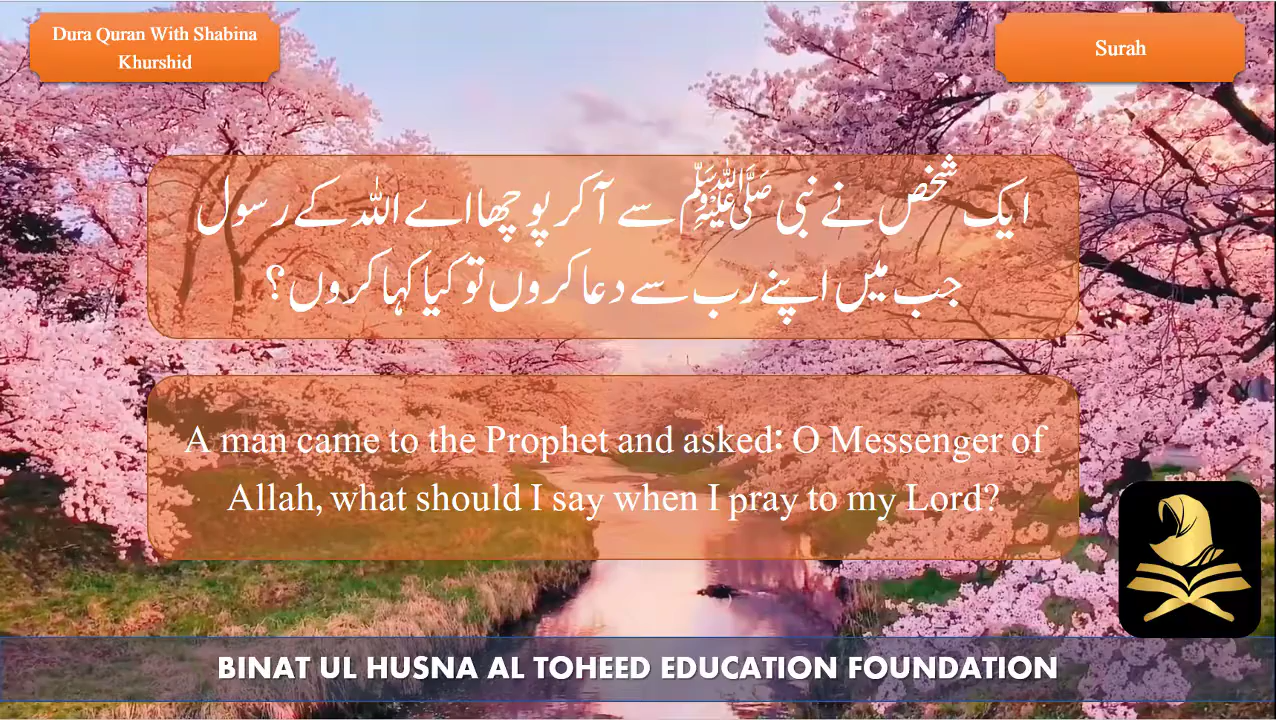 Dura Quran With Shabina
Khurshid
Surah
ایک شخص نے نبی ﷺ سے آکر پوچھا اے اللہ کے رسول
جب میں اپنے رب سے دعا کروں تو کیا کہا کروں؟
A man came to the Prophet and asked: O Messenger of
Allah, what should I say when I pray to my Lord?
BINAT UL HUSNA AL TOHEED EDUCATION FOUNDATION